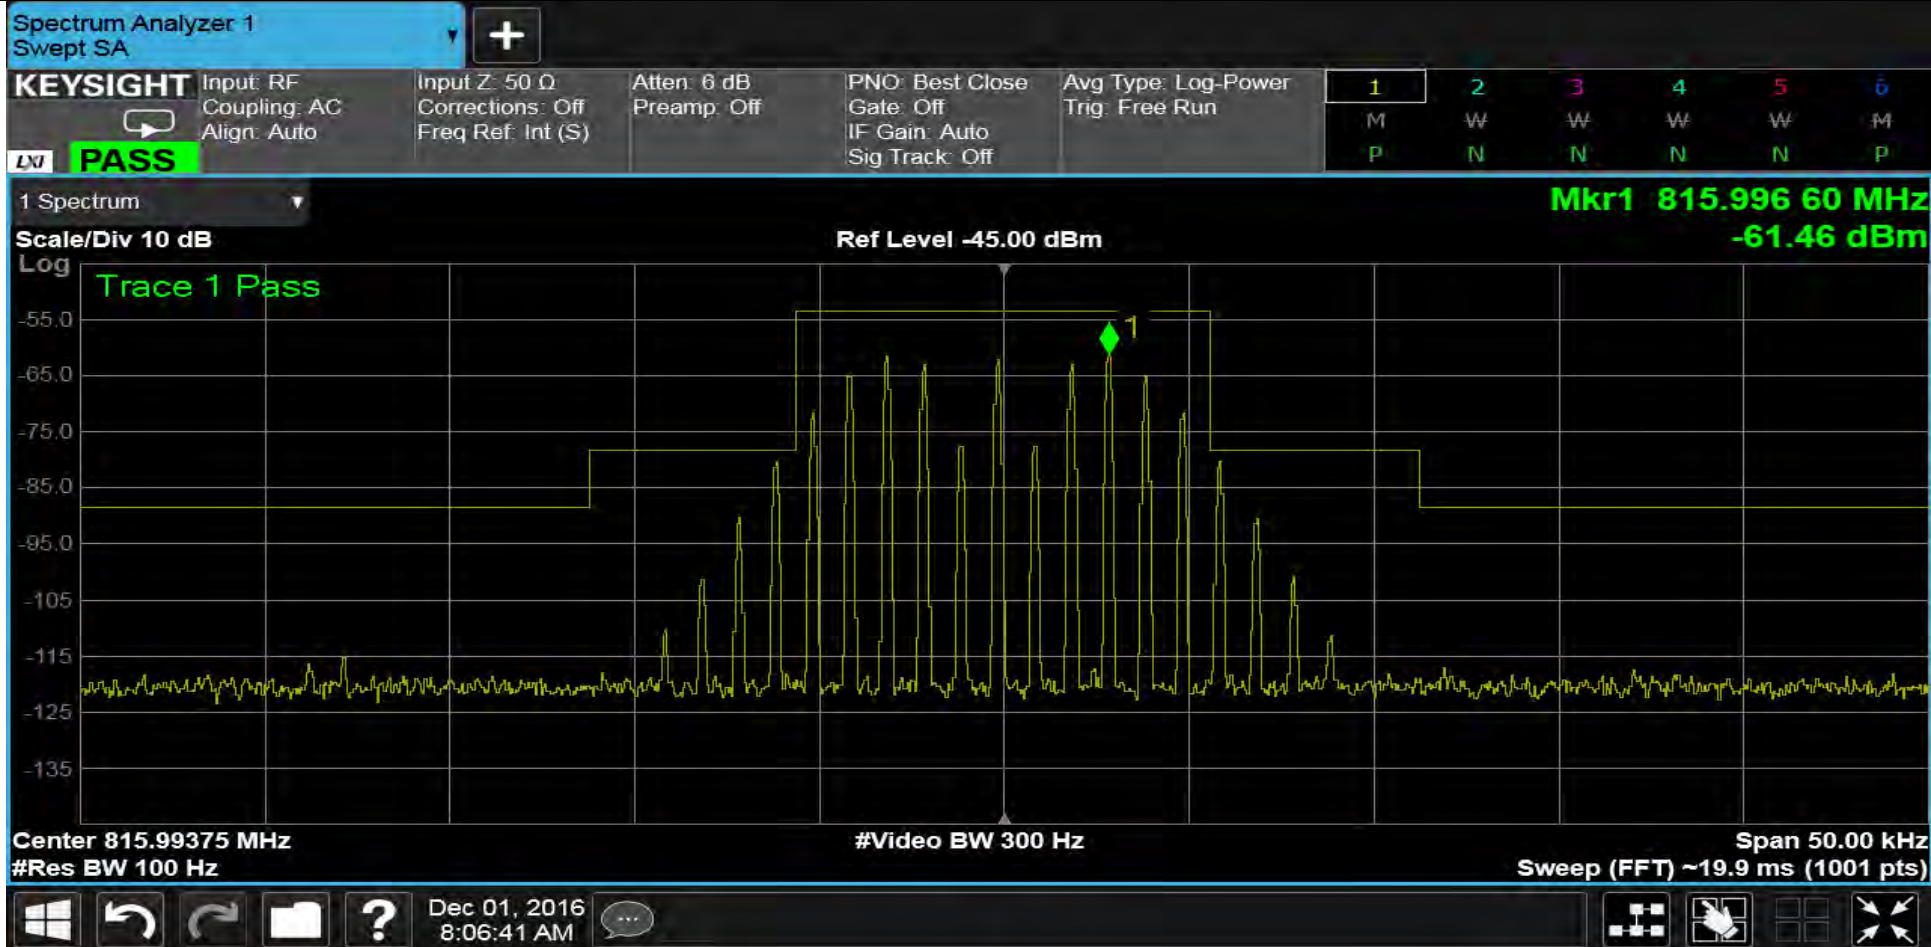 Spectrum Analyzer 1
Swept SA
KEYSIGHT
LXI
PASS
Input: RF
Coupling: AC
Align: Auto
Input Z: 50 Ω
Corrections: Off
Freq Ref: Int (S)
Atten: 6 dB
Preamp: Off
PNO: Best Close
Gate: Off
IF Gain: Auto
Sig Track: Off
Avg Type: Log-Power
Trig: Free Run
1 2 3 4 5 6
M W W W W M
P N N N N P
1 Spectrum
Mkr1 815.996 60 MHz
-61.46 dBm
Scale/Div 10 dB
Ref Level -45.00 dBm
Log
Trace 1 Pass
1
-55.0
-65.0
-75.0
-85.0
-95.0
-105
-115
-125
-135
Center 815.99375 MHz
#Video BW 300 Hz
Span 50.00 kHz
#Res BW 100 Hz
Sweep (FFT) ~19.9 ms (1001 pts)
?
Dec 01, 2016
8:06:41 AM